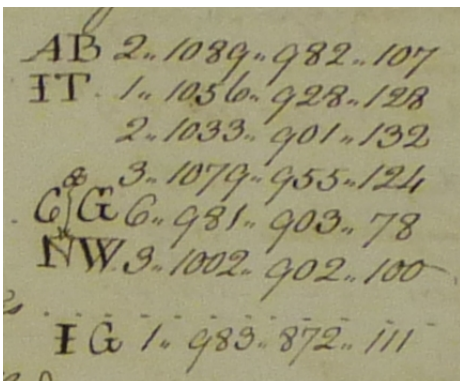 AB 2.. 1089.. 982.. 107
IT. 1.. 1056.. 928.. 128
2.. 1033.. 901.. 132
3.. 1079.. 955.. 124
G G 6.. 981.. 903.. 78
NW. 3.. 1002.. 902.. 100
IG 1.. 983.. 872.. 111